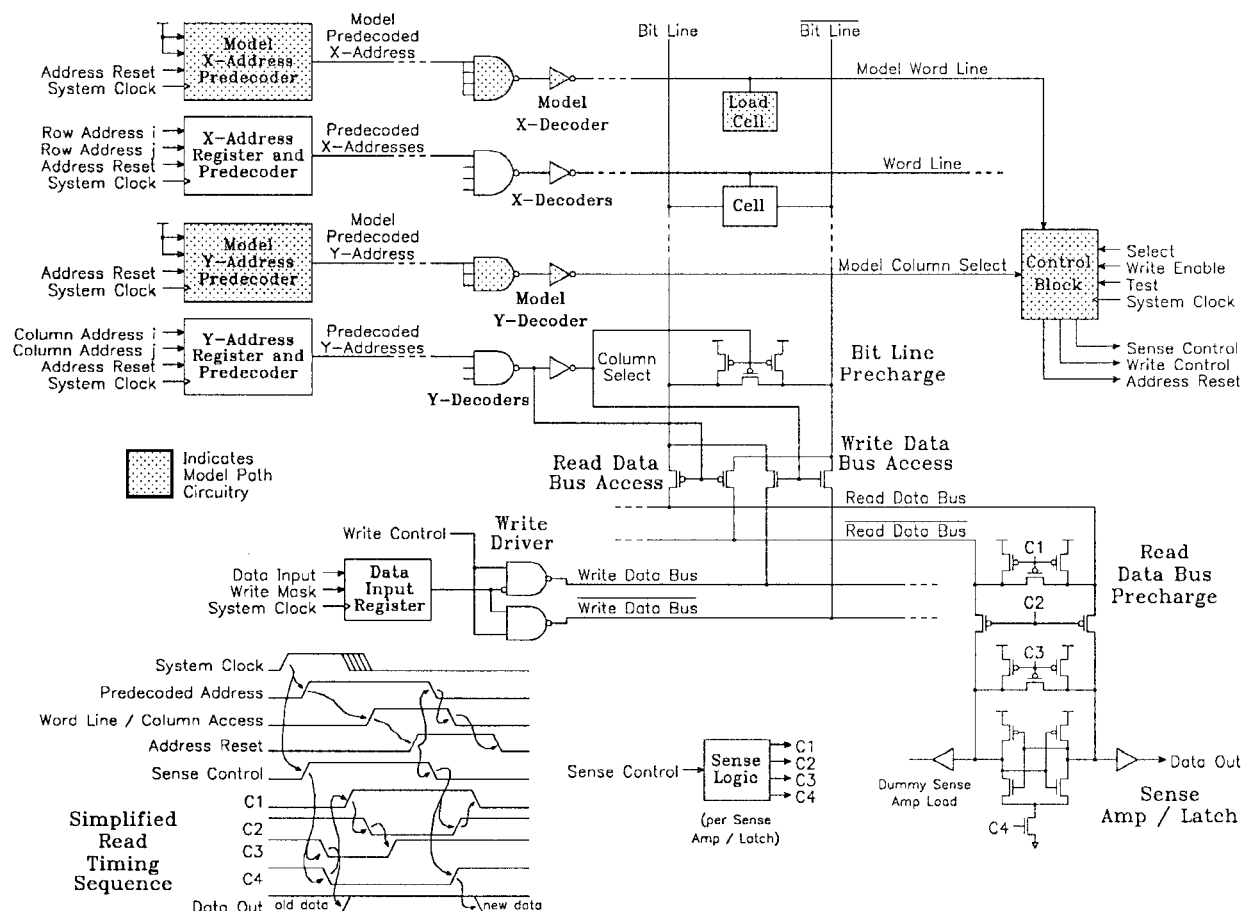 Bit Line
Bit Line
Model
Predecoded
X-Address
Model
X-Address
Predecoder
Address Reset
System Clock
Model
X-Decoder
Load
Cell
Model Word Line
Row Address i
Row Address j
Address Reset
System Clock
X-Address
Register and
Predecoder
Predecoded
X-Addresses
X-Decoders
Word Line
Cell
Model
Predecoded
Y-Address
Model
Y-Address
Predecoder
Address Reset
System Clock
Model
Y-Decoder
Model Column Select
Control
Block
Select
Write Enable
Test
System Clock
Sense Control
Write Control
Address Reset
Column Address i
Column Address j
Address Reset
System Clock
Y-Address
Register and
Predecoder
Predecoded
Y-Addresses
Y-Decoders
Column
Select
Bit Line
Precharge
Indicates
Model Path
Circuitry
Read Data
Bus Access
Write Data
Bus Access
Read Data Bus
Read Data Bus
Write Control
Write
Driver
Data Input
Write Mask
System Clock
Data
Input
Register
Write Data Bus
Write Data Bus
C1
C2
C3
Read
Data Bus
Precharge
System Clock
Predecoded Address
Word Line / Column Access
Address Reset
Sense Control
C1
C2
C3
C4
Data Out
old data
new data
Simplified
Read
Timing
Sequence
Sense Control
Sense
Logic
C1
C2
C3
C4
(per Sense
Amp / Latch)
Dummy Sense
Amp Load
C4
Data Out
Sense
Amp / Latch